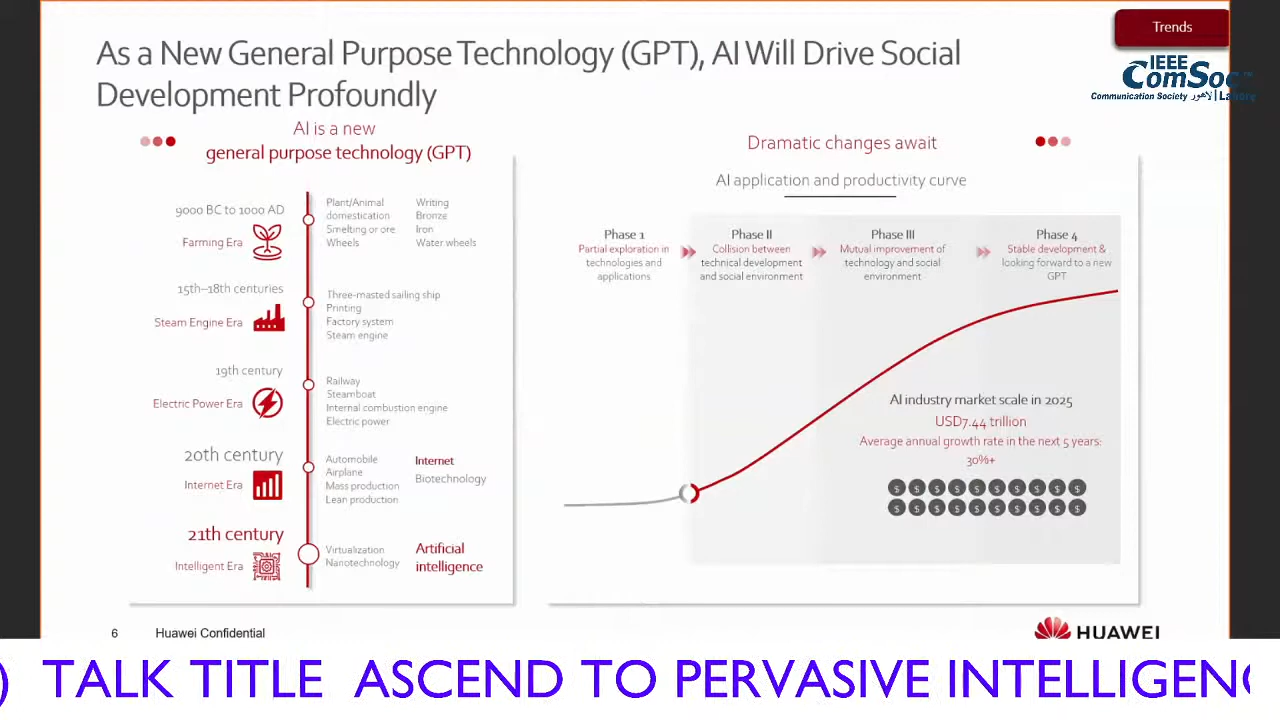 Trends
As a New General Purpose Technology (GPT), AI Will Drive Social
Development Profoundly
IEEE
ComSoc™
Communication Society لاہور | Lahore
AI is a new
general purpose technology (GPT)
9000 BC to 1000 AD
Farming Era
Plant/Animal
domestication
Smelting or ore
Wheels
Writing
Bronze
Iron
Water wheels
15th–18th centuries
Steam Engine Era
Three-masted sailing ship
Printing
Factory system
Steam engine
19th century
Electric Power Era
Railway
Steamboat
Internal combustion engine
Electric power
20th century
Internet Era
Automobile
Airplane
Mass production
Lean production
Internet
Biotechnology
21th century
Intelligent Era
Virtualization
Nanotechnology
Artificial
intelligence
Dramatic changes await
AI application and productivity curve
Phase 1
Partial exploration in
technologies and
applications
Phase II
Collision between
technical development
and social environment
Phase III
Mutual improvement of
technology and social
environment
Phase 4
Stable development &
looking forward to a new
GPT
AI industry market scale in 2025
USD7.44 trillion
Average annual growth rate in the next 5 years:
30%+
$ $ $ $ $ $ $ $ $ $
$ $ $ $ $ $ $ $ $ $
6 Huawei Confidential
HUAWEI
) TALK TITLE ASCEND TO PERVASIVE INTELLIGENC